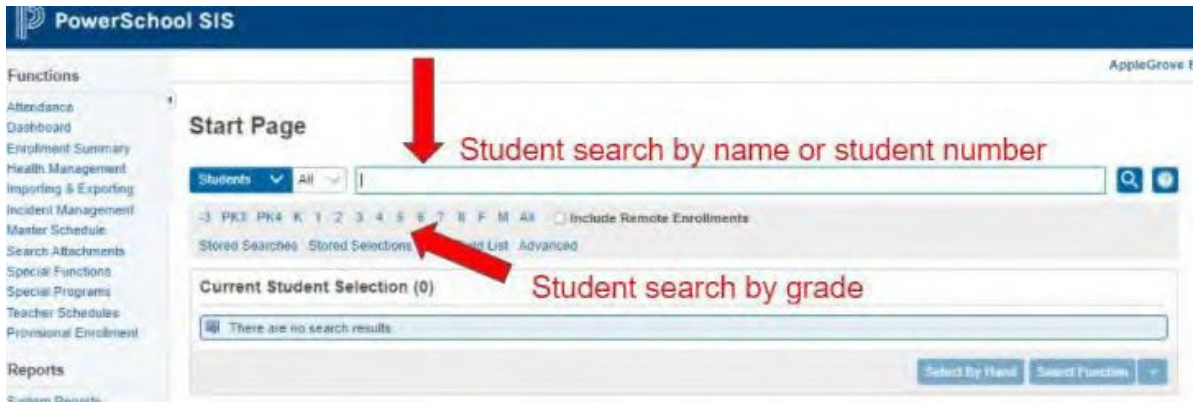 PowerSchool SIS
AppleGrove
Functions
Attendance
Dashboard
Enrollment Summary
Health Management
Importing & Exporting
Incident Management
Master Schedule
Search Attachments
Special Functions
Special Programs
Teacher Schedules
Provisional Enrollment
Reports
System Reports
Start Page
Student search by name or student number
Students All
-3 PK3 PK4 K 1 2 3 4 5 6 7 8 F M All Include Remote Enrollments
Stored Searches Stored Selections List Advanced
Student search by grade
Current Student Selection (0)
There are no search results
Select By Hand Select Function